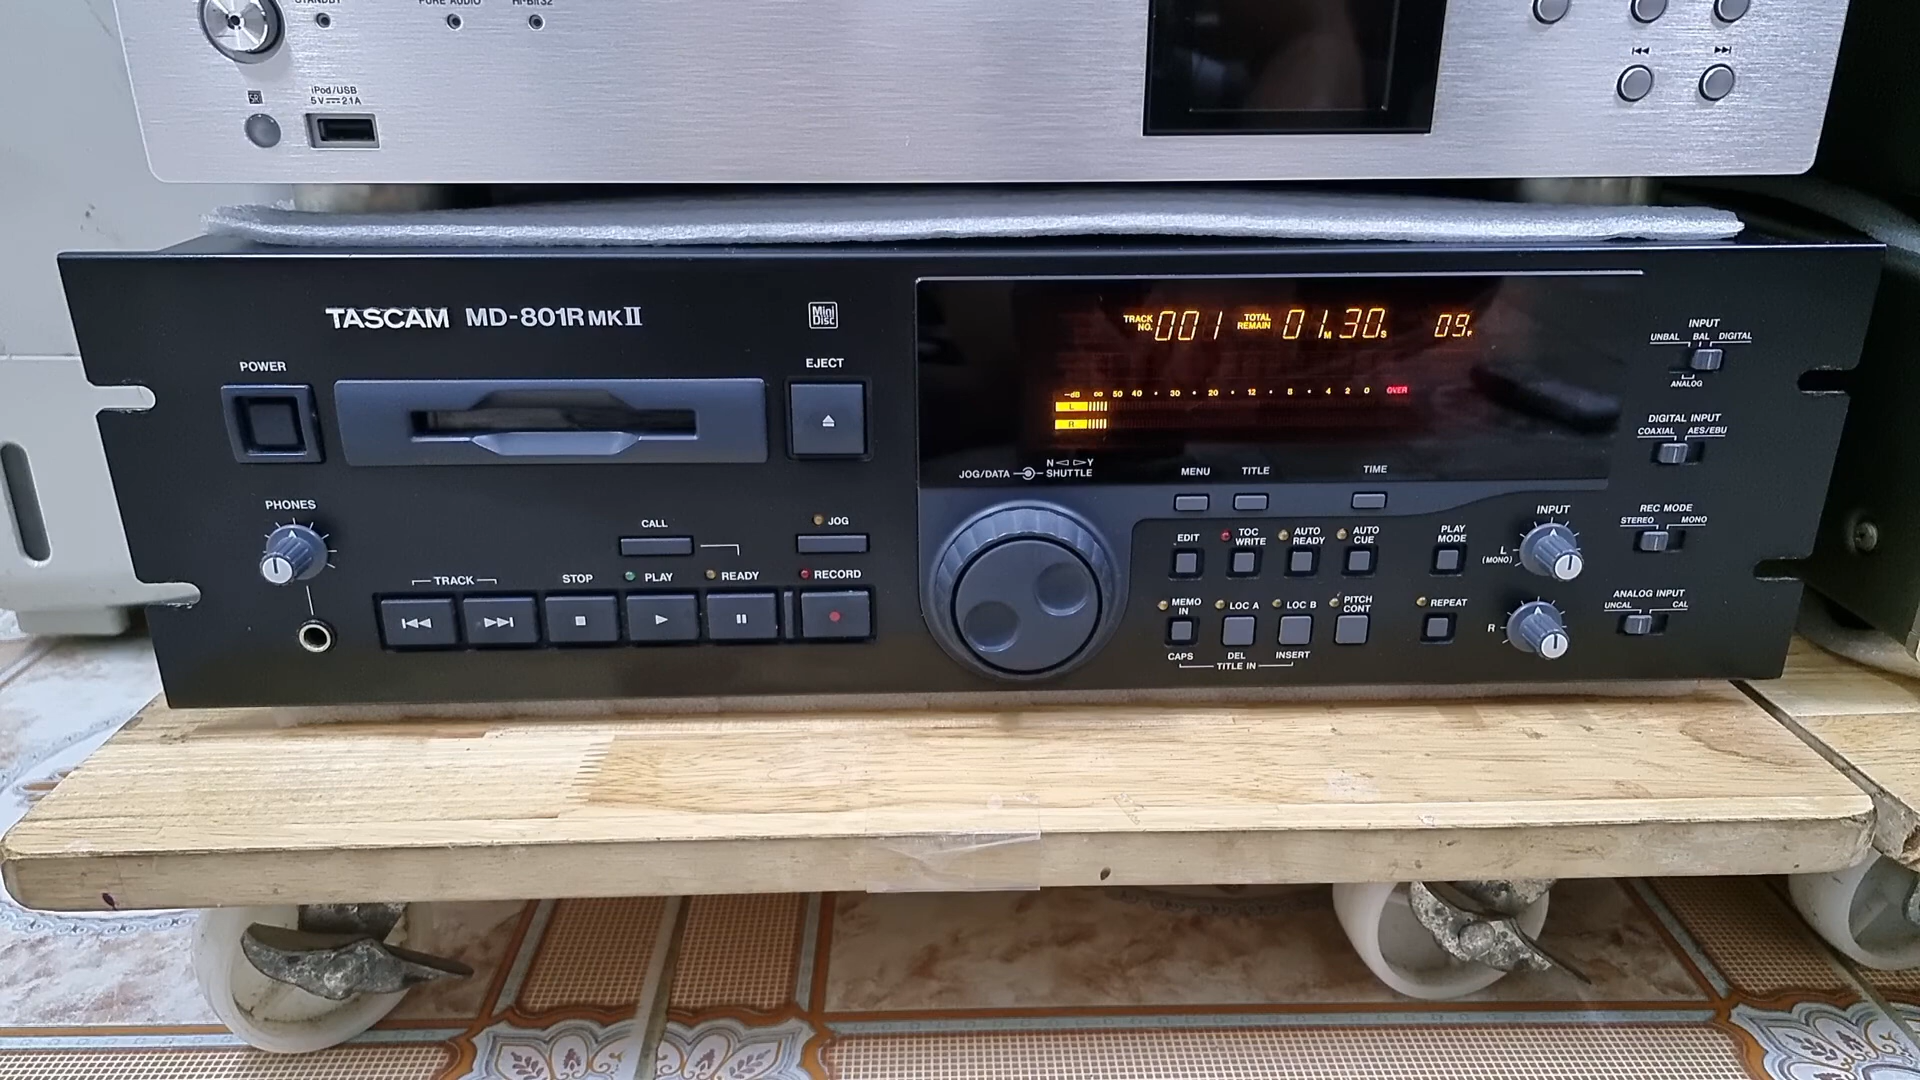 STANDBY
PURE AUDIO
Hi-Bit32
iPod/USB
5V 2.1A
TASCAM MD-801R MKII
Mini Disc
POWER
EJECT
TRACK NO. 001 TOTAL REMAIN 01M 30S 09F
-dB ∞ 50 40 30 20 12 8 4 2 0 OVER
L
R
INPUT
UNBAL BAL DIGITAL
ANALOG
DIGITAL INPUT
COAXIAL AES/EBU
JOG/DATA N Y SHUTTLE
MENU TITLE TIME
PHONES
CALL
JOG
TRACK
STOP
PLAY
READY
RECORD
EDIT
TOC WRITE
AUTO READY
AUTO CUE
PLAY MODE
INPUT
L (MONO)
REC MODE
STEREO MONO
MEMO IN
LOC A
LOC B
PITCH CONT
REPEAT
R
ANALOG INPUT
UNCAL CAL
CAPS DEL INSERT
TITLE IN